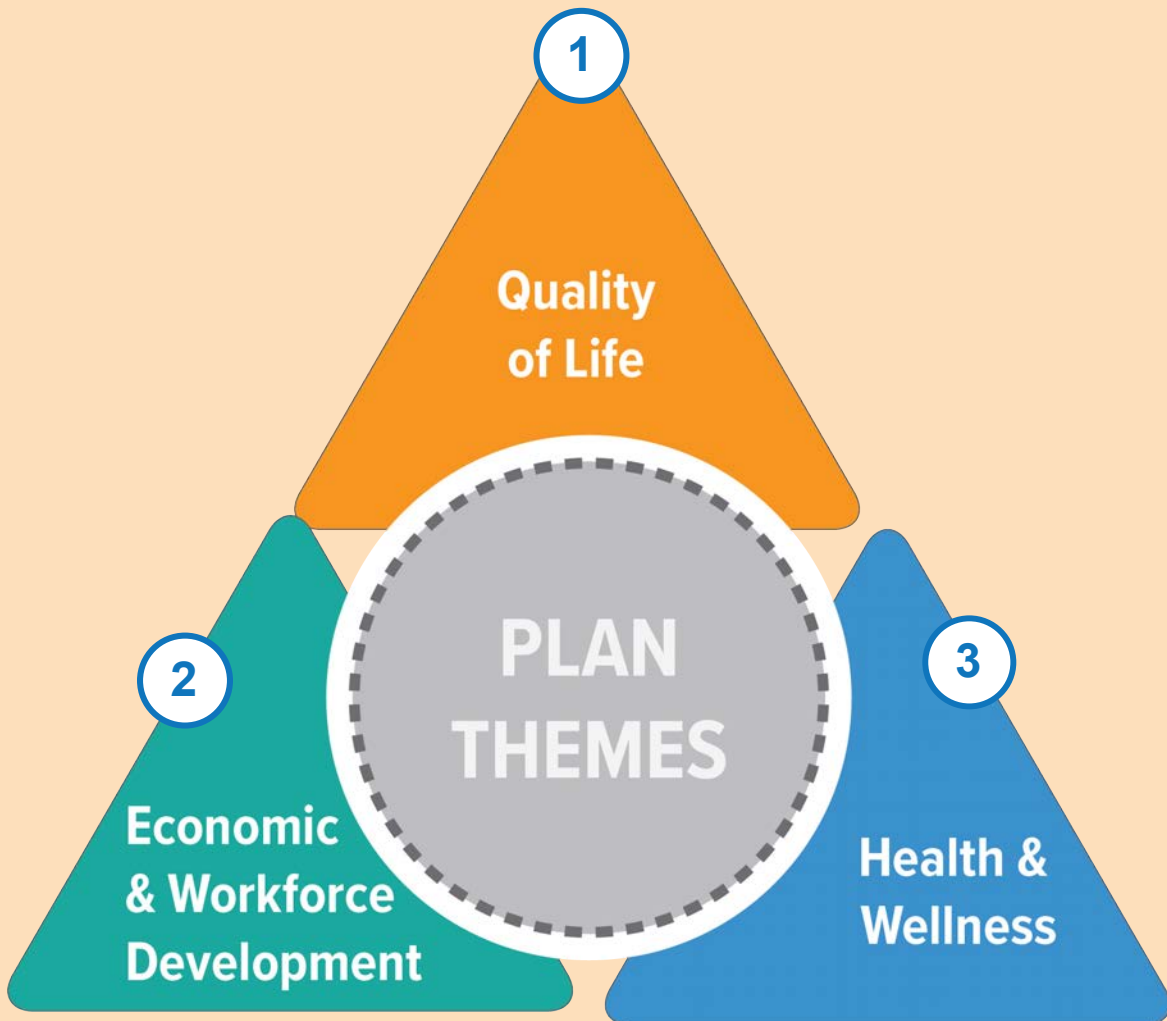 1
Quality
of Life
PLAN
THEMES
2
Economic
& Workforce
Development
3
Health &
Wellness